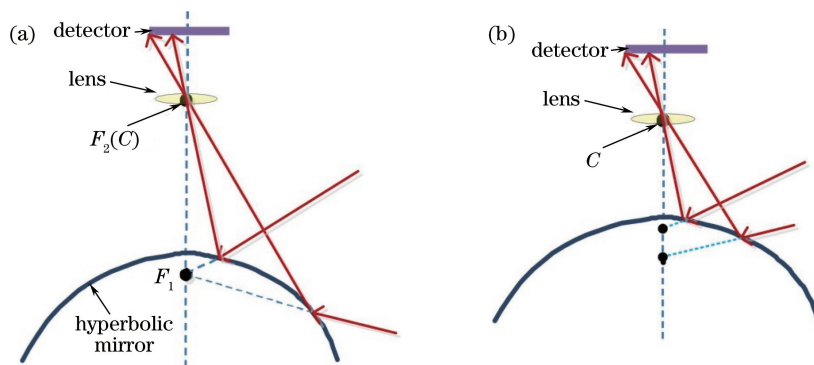 (a)
detector
lens
F₂(C)
F₁
hyperbolic
mirror
(b)
detector
lens
C